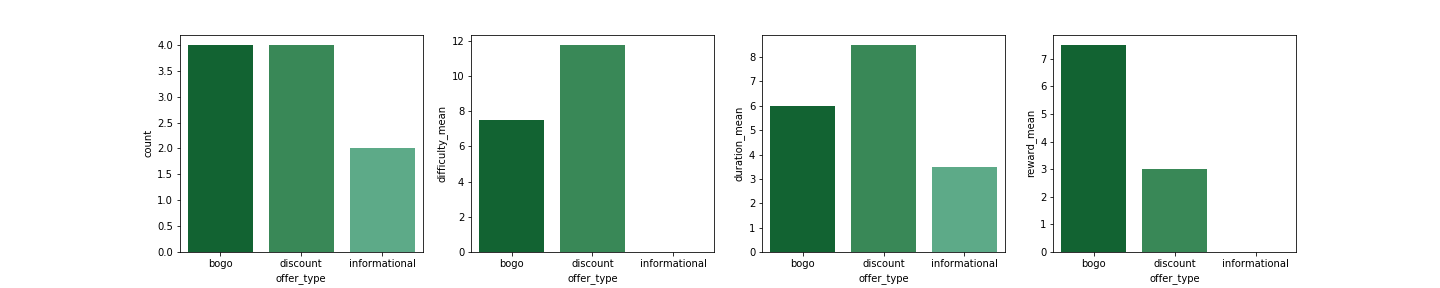 4.0
3.5
3.0
2.5
2.0
1.5
1.0
0.5
0.0
count
bogo discount informational
offer_type
12
10
8
6
4
2
0
difficulty_mean
bogo discount informational
offer_type
8
7
6
5
4
3
2
1
0
duration_mean
bogo discount informational
offer_type
7
6
5
4
3
2
1
0
reward_mean
bogo discount informational
offer_type